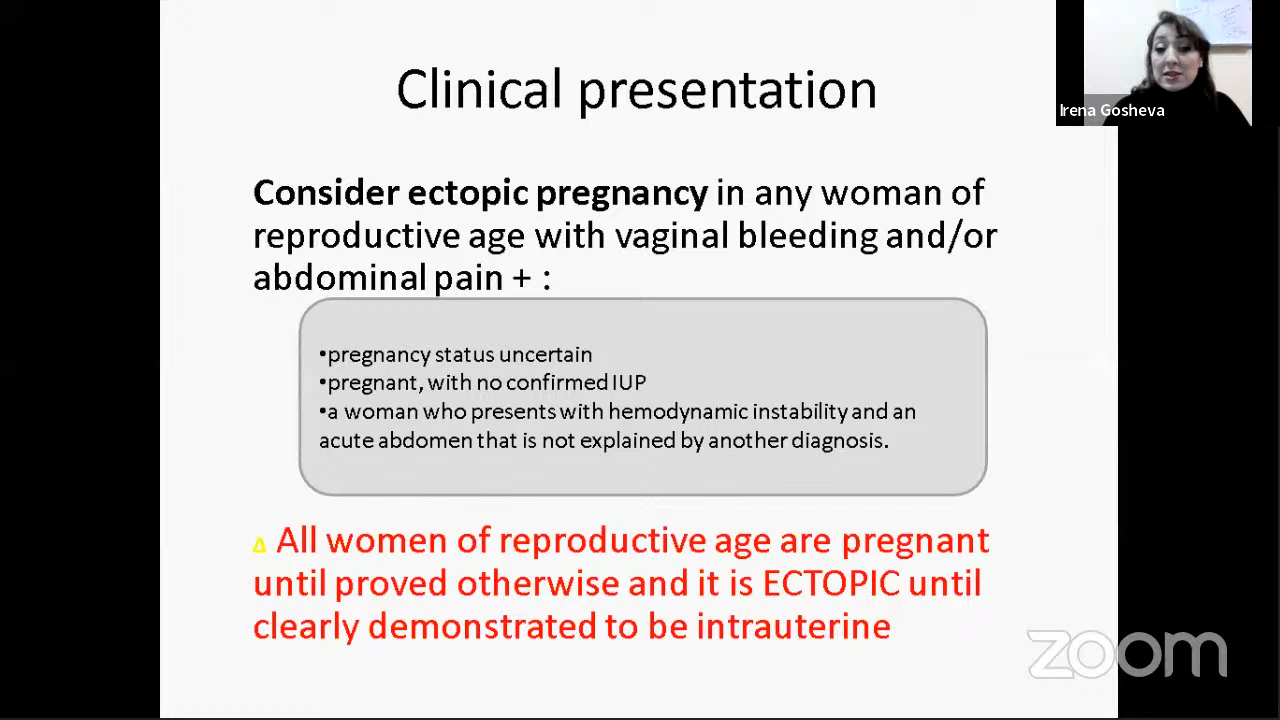 Clinical presentation
Irena Gosheva
Consider ectopic pregnancy in any woman of
reproductive age with vaginal bleeding and/or
abdominal pain + :
•pregnancy status uncertain
•pregnant, with no confirmed IUP
•a woman who presents with hemodynamic instability and an
acute abdomen that is not explained by another diagnosis.
Δ All women of reproductive age are pregnant
until proved otherwise and it is ECTOPIC until
clearly demonstrated to be intrauterine
zoom